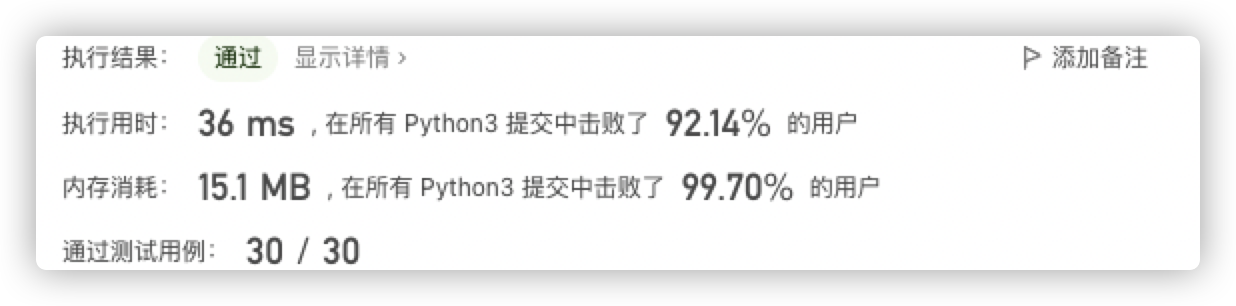 执行结果： 通过 显示详情 › 添加备注
执行用时： 36 ms ，在所有 Python3 提交中击败了 92.14% 的用户
内存消耗： 15.1 MB ，在所有 Python3 提交中击败了 99.70% 的用户
通过测试用例： 30 / 30